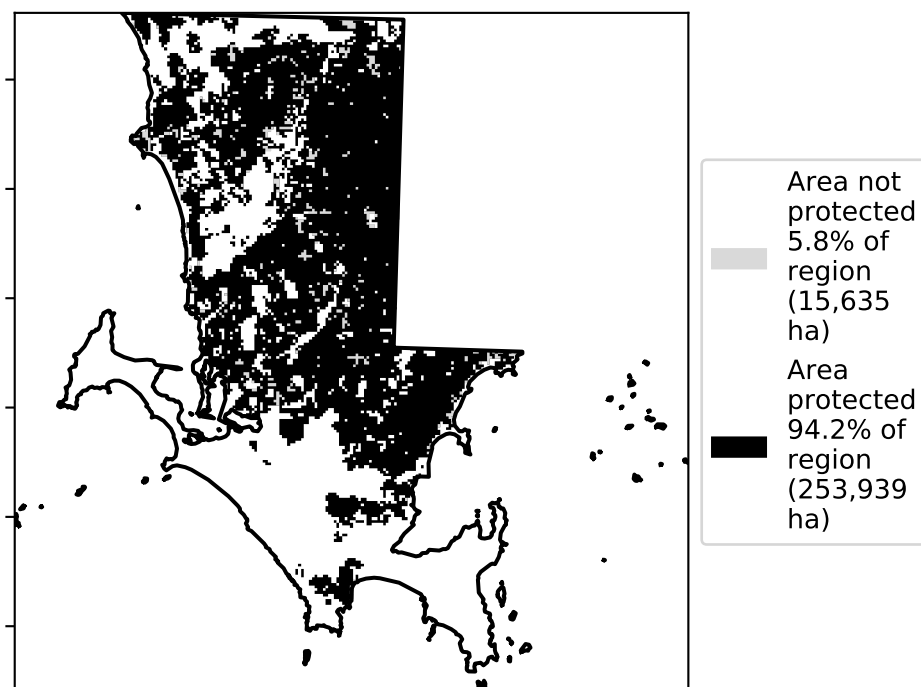 Area not
protected
5.8% of
region
(15,635
ha)
Area
protected
94.2% of
region
(253,939
ha)